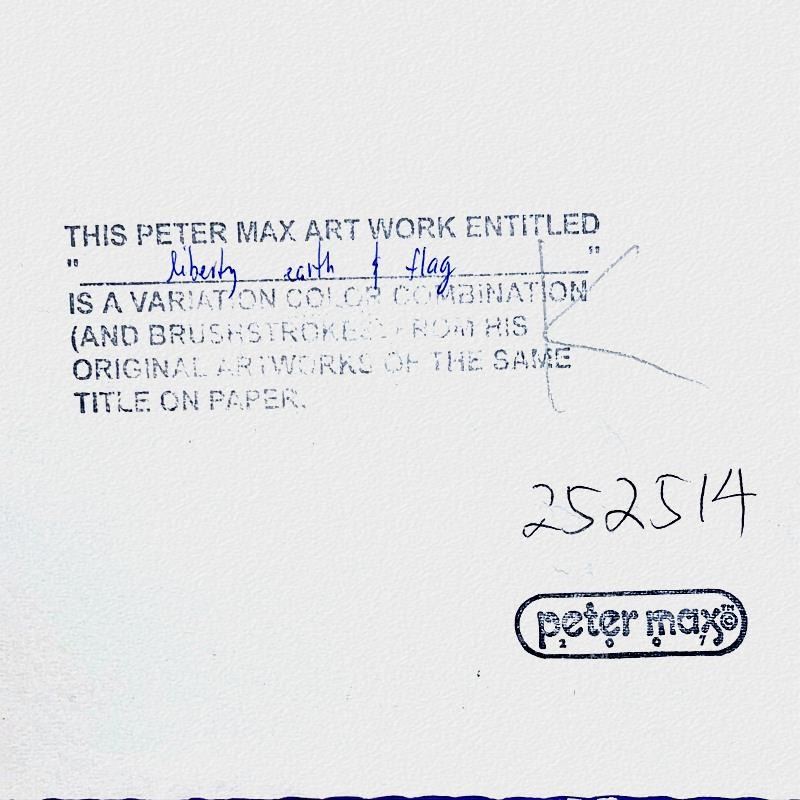 THIS PETER MAX ART WORK ENTITLED
" liberty earth & flag "
IS A VARIATION COLOR COMBINATION
(AND BRUSHSTROKES) FROM HIS
ORIGINAL ARTWORKS OF THE SAME
TITLE ON PAPER.
K
252514
peter max ™ ©
2 0 0 7